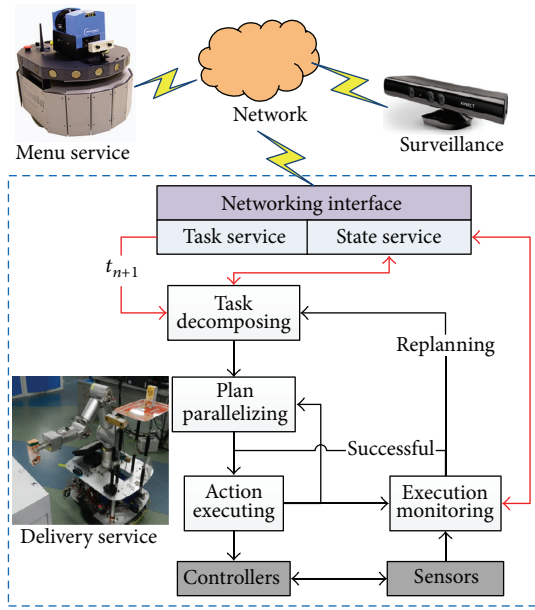 Menu service
Network
KINECT
Surveillance
Networking interface
Task service
State service
t_{n+1}
Task
decomposing
Replanning
Plan
parallelizing
Successful
Action
executing
Execution
monitoring
Delivery service
Controllers
Sensors